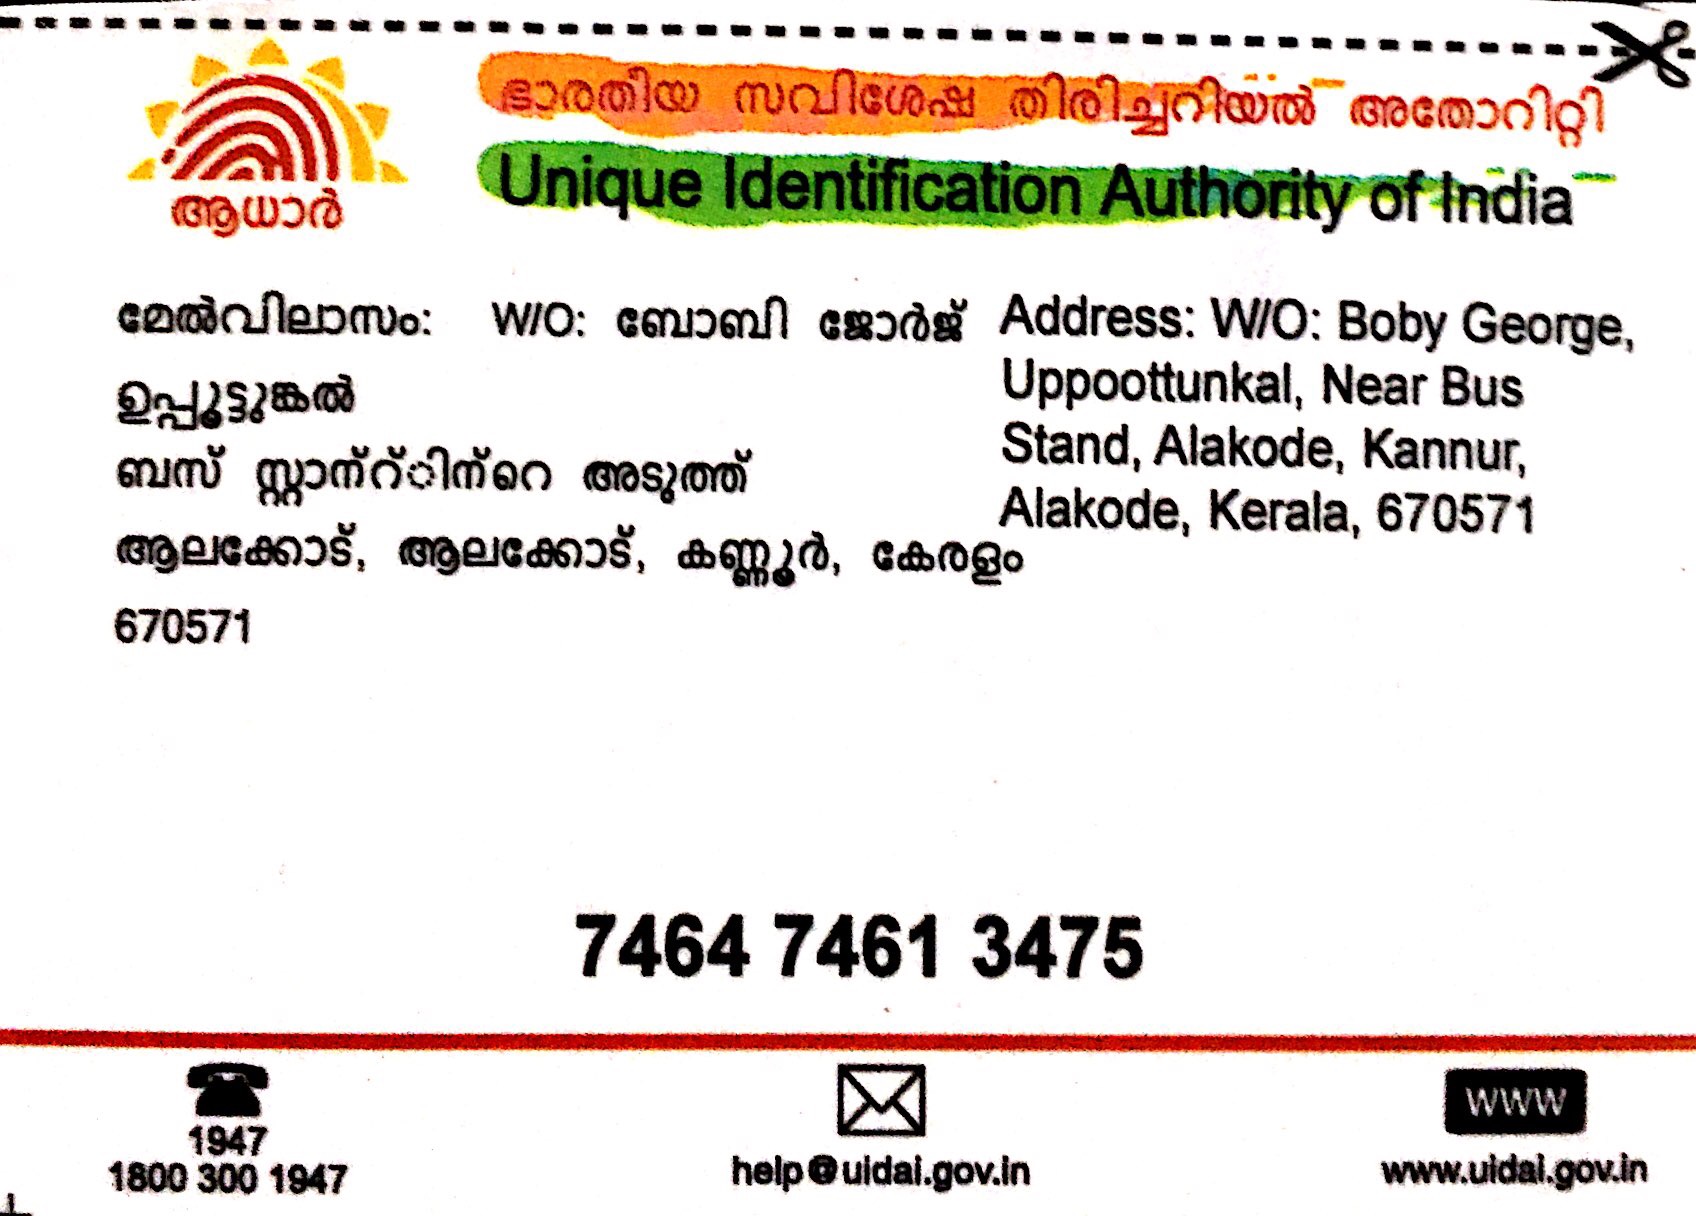 ആധാർ
ഭാരതിയ സവിശേഷ തിരിച്ചറിയൽ അതോറിറ്റി
Unique Identification Authority of India
മേൽവിലാസം: W/O: ബോബി ജോർജ്
ഉപ്പൂട്ടുങ്കൽ
ബസ് സ്റ്റാന്റ്ിന്റെ അടുത്ത്
ആലക്കോട്, ആലക്കോട്, കണ്ണൂർ, കേരളം
670571
Address: W/O: Boby George,
Uppoottunkal, Near Bus
Stand, Alakode, Kannur,
Alakode, Kerala, 670571
7464 7461 3475
1947
1800 300 1947
help@uidai.gov.in
WWW
www.uidai.gov.in